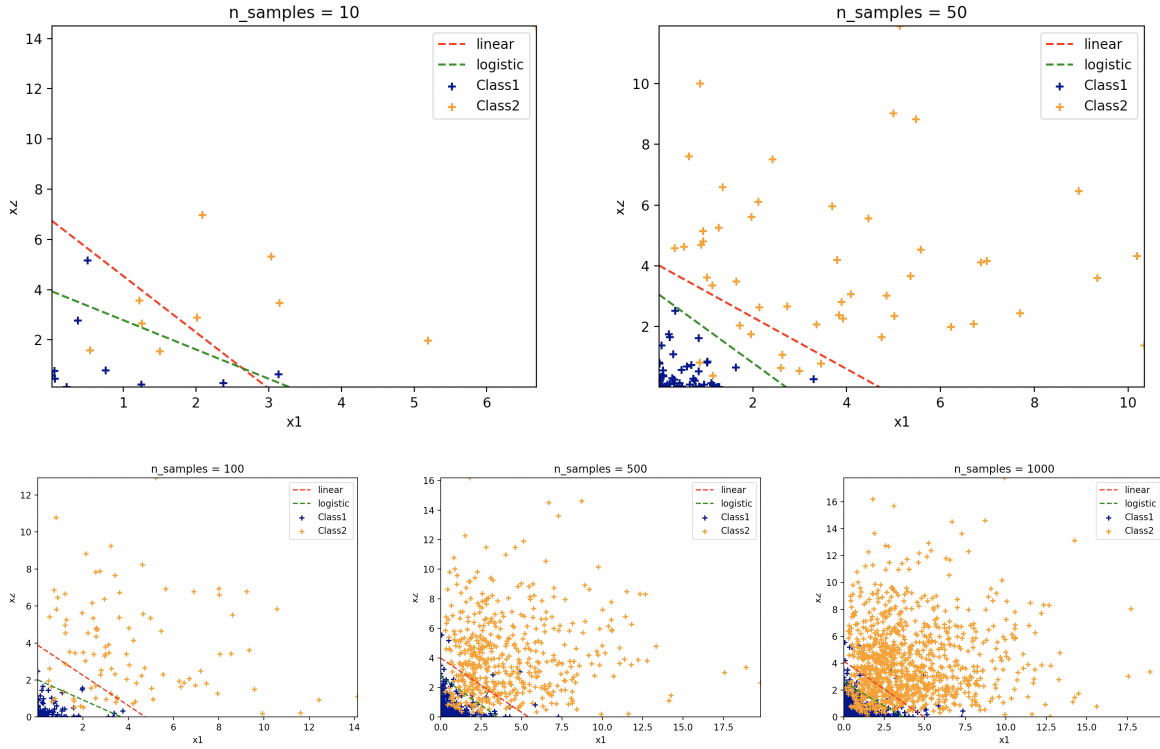 n_samples = 10
14
12
10
8
6
4
2
x2
1
2
3
4
5
6
x1
linear
logistic
Class1
Class2
n_samples = 50
10
8
6
4
2
x2
2
4
6
8
10
x1
linear
logistic
Class1
Class2
n_samples = 100
12
10
8
6
4
2
0
x2
2
4
6
8
10
12
14
x1
linear
logistic
Class1
Class2
n_samples = 500
16
14
12
10
8
6
4
2
0
x2
0.0
2.5
5.0
7.5
10.0
12.5
15.0
17.5
x1
linear
logistic
Class1
Class2
n_samples = 1000
16
14
12
10
8
6
4
2
0
x2
0.0
2.5
5.0
7.5
10.0
12.5
15.0
17.5
x1
linear
logistic
Class1
Class2